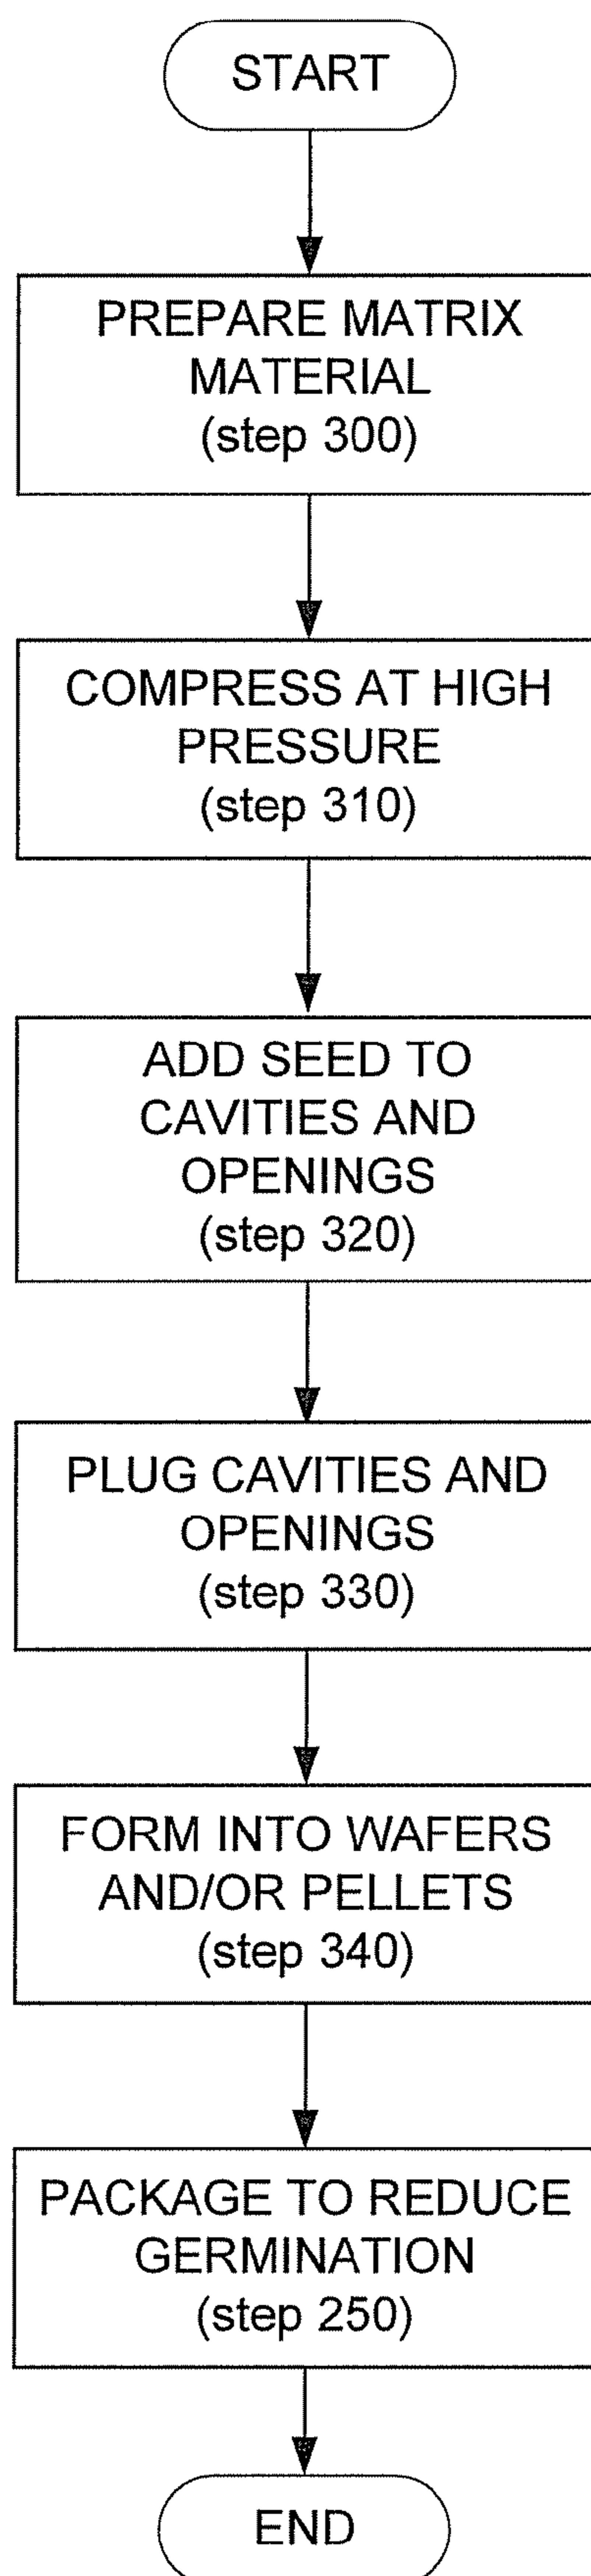 START
PREPARE MATRIX
MATERIAL
(step 300)
COMPRESS AT HIGH
PRESSURE
(step 310)
ADD SEED TO
CAVITIES AND
OPENINGS
(step 320)
PLUG CAVITIES AND
OPENINGS
(step 330)
FORM INTO WAFERS
AND/OR PELLETS
(step 340)
PACKAGE TO REDUCE
GERMINATION
(step 250)
END